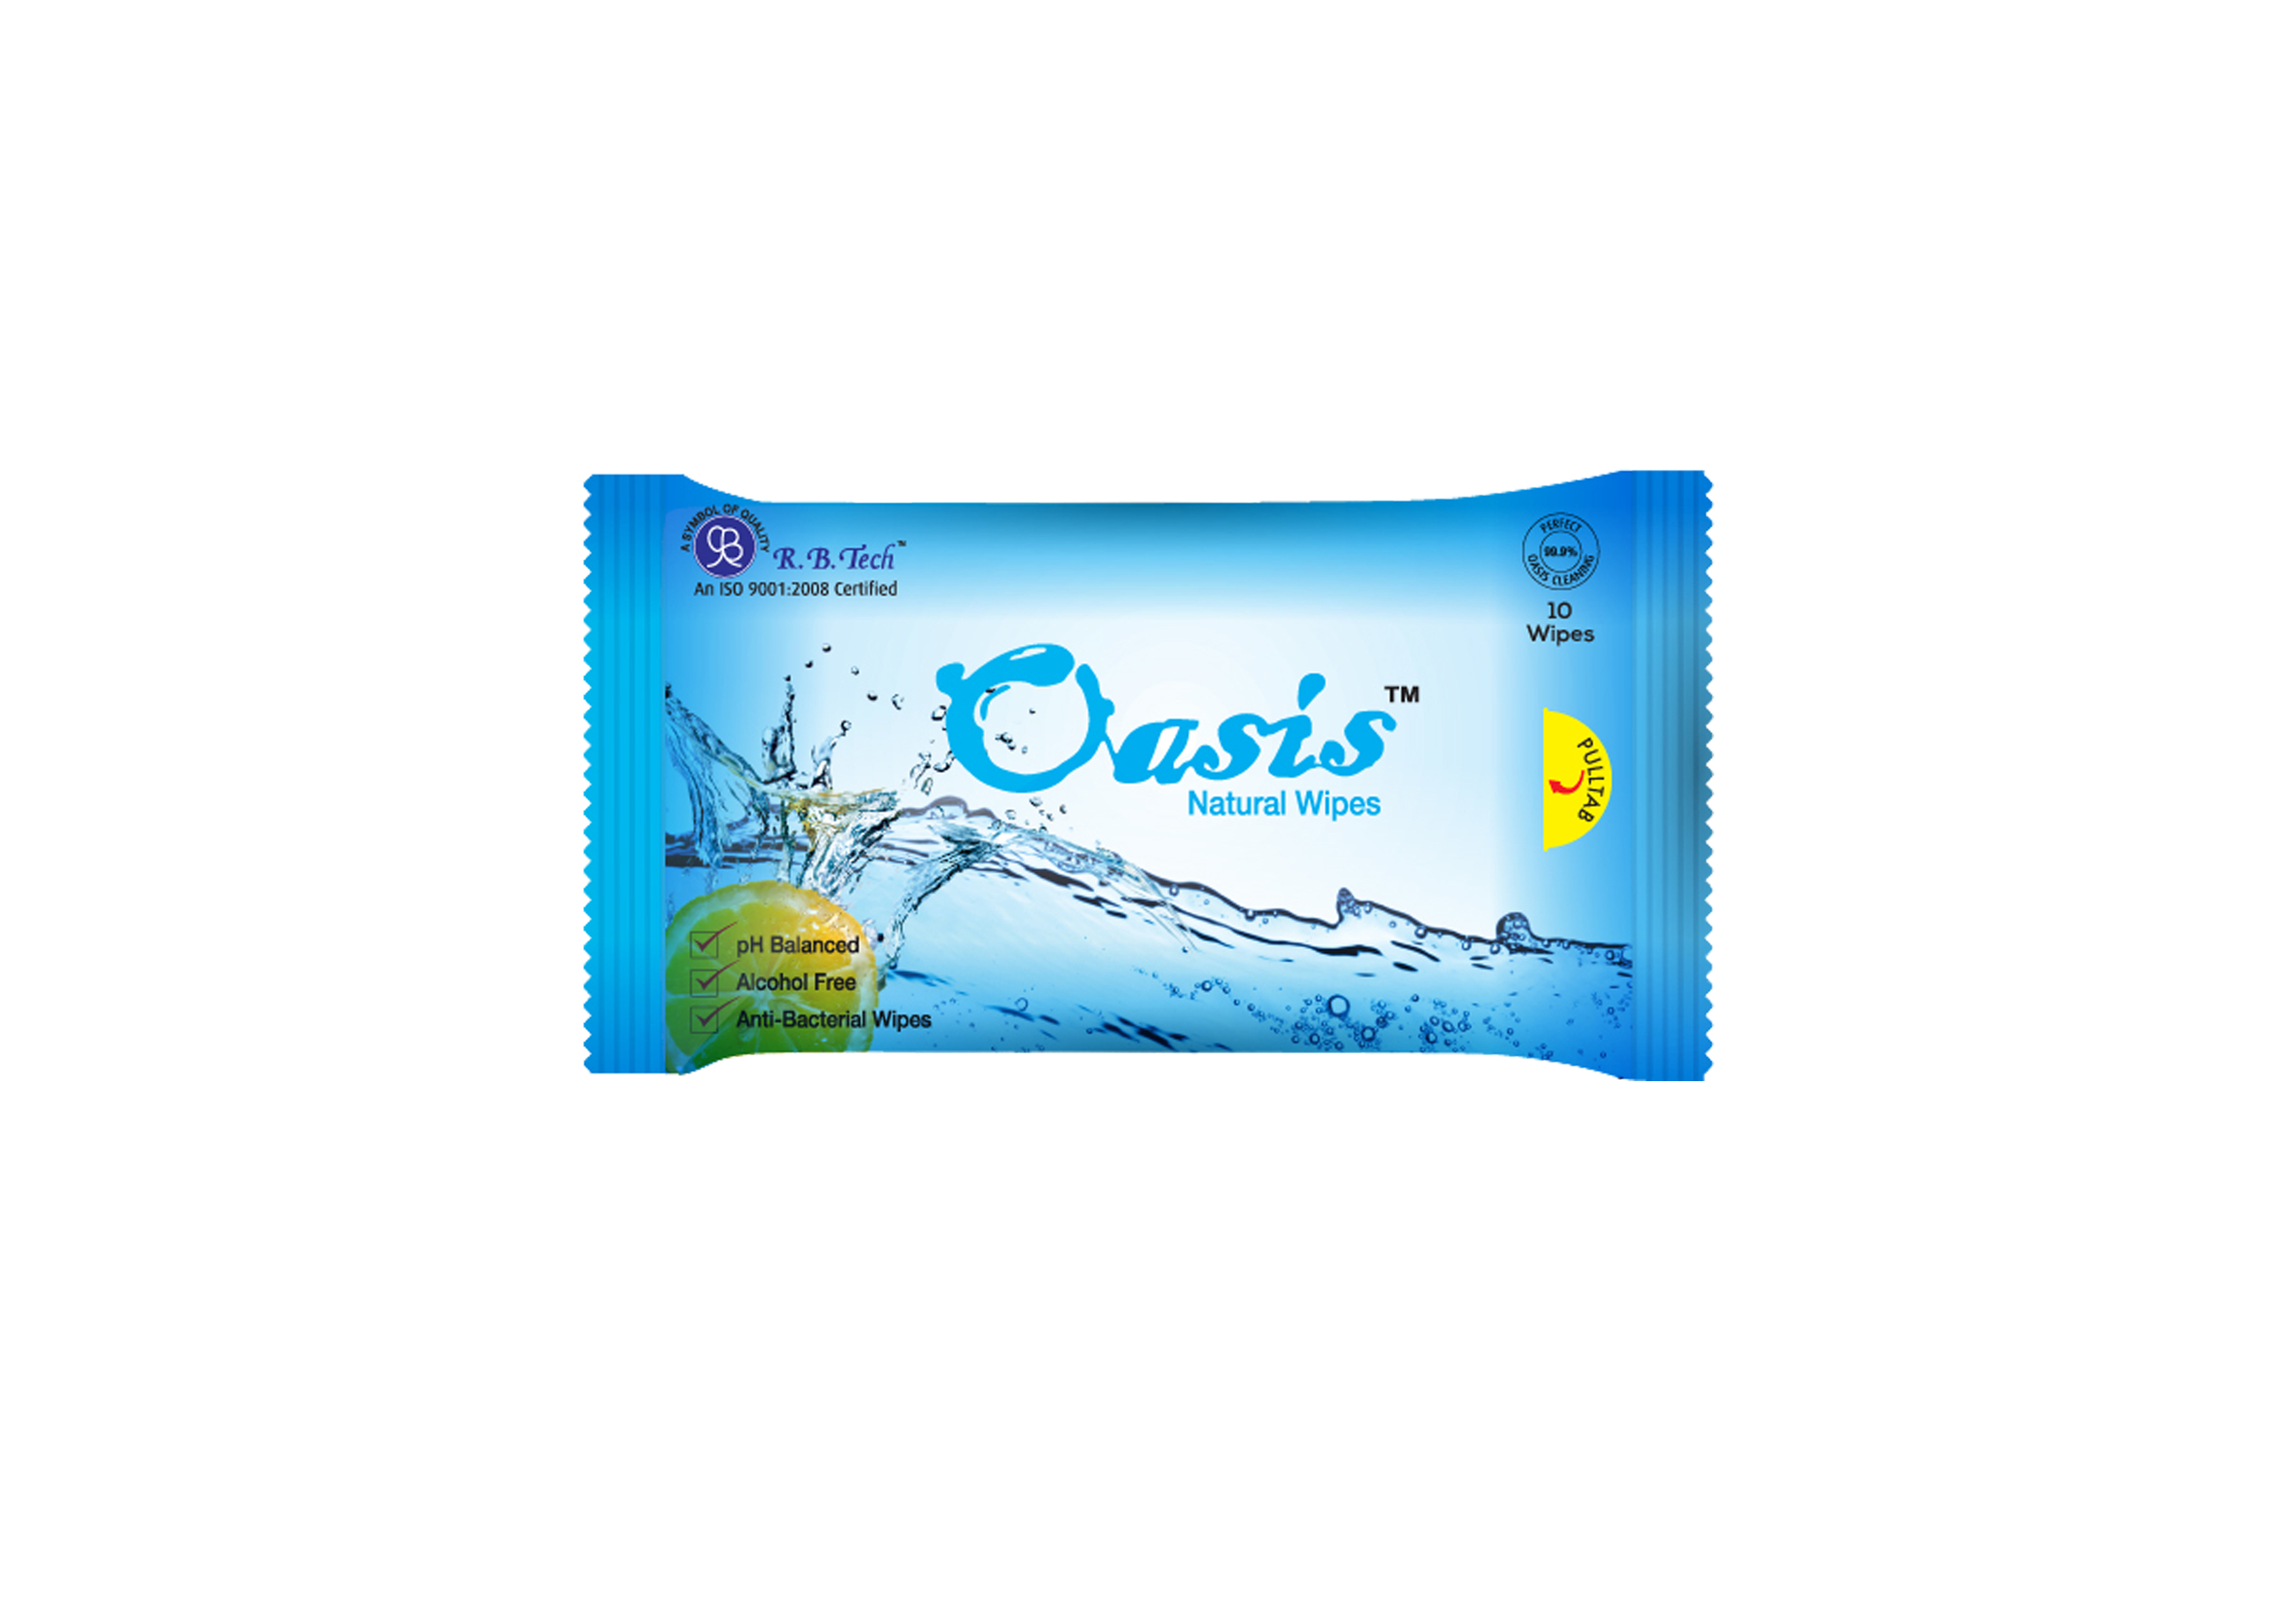 A SYMBOL OF QUALITY
RB
R. B. Tech™
An ISO 9001:2008 Certified
PERFECT
99.9%
OASIS CLEANING
10
Wipes
Oasis™
Natural Wipes
PULLTAB
pH Balanced
Alcohol Free
Anti-Bacterial Wipes